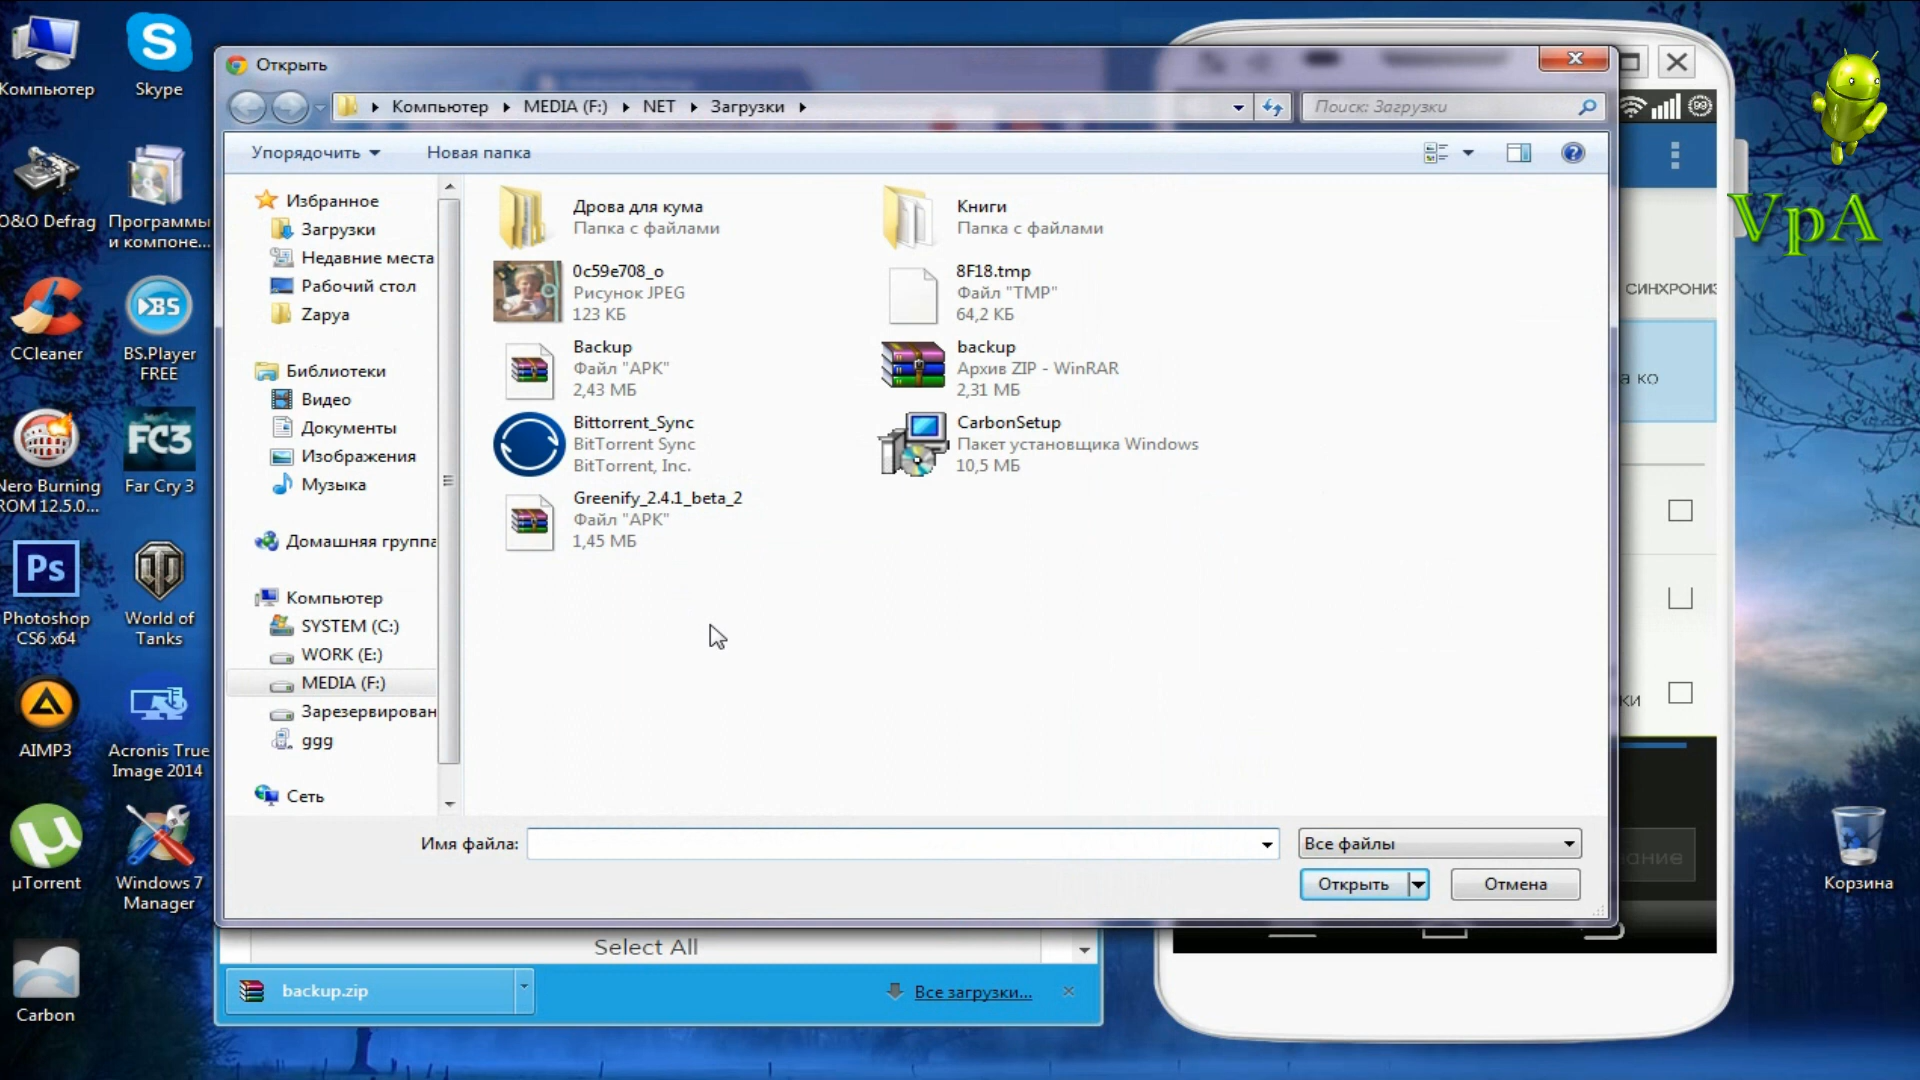 Компьютер
Skype
O&O Defrag
Программы
и компоне...
CCleaner
BS.Player
FREE
Nero Burning
ROM 12.5.0...
FC3
Far Cry 3
Ps
Photoshop
CS6 x64
World of
Tanks
AIMP3
Acronis True
Image 2014
µTorrent
Windows 7
Manager
Carbon
Открыть
Компьютер
MEDIA (F:)
NET
Загрузки
Поиск: Загрузки
Упорядочить
Новая папка
Избранное
Загрузки
Недавние места
Рабочий стол
Zapya
Библиотеки
Видео
Документы
Изображения
Музыка
Домашняя группа
Компьютер
SYSTEM (C:)
WORK (E:)
MEDIA (F:)
Зарезервирован
ggg
Сеть
Дрова для кума
Папка с файлами
Книги
Папка с файлами
0c59e708_o
Рисунок JPEG
123 КБ
8F18.tmp
Файл "TMP"
64,2 КБ
Backup
Файл "APK"
2,43 МБ
backup
Архив ZIP - WinRAR
2,31 МБ
Bittorrent_Sync
BitTorrent Sync
BitTorrent, Inc.
CarbonSetup
Пакет установщика Windows
10,5 МБ
Greenify_2.4.1_beta_2
Файл "APK"
1,45 МБ
Имя файла:
Все файлы
Открыть
Отмена
Select All
backup.zip
Все загрузки...
99
СИНХРОНИЗ
а ко
ки
ание
VpA
Корзина